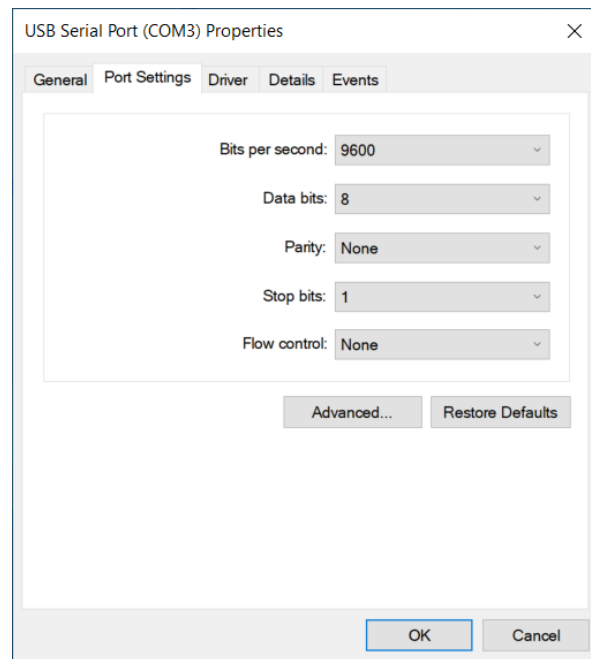 USB Serial Port (COM3) Properties
General Port Settings Driver Details Events
Bits per second: 9600
Data bits: 8
Parity: None
Stop bits: 1
Flow control: None
Advanced... Restore Defaults
OK Cancel